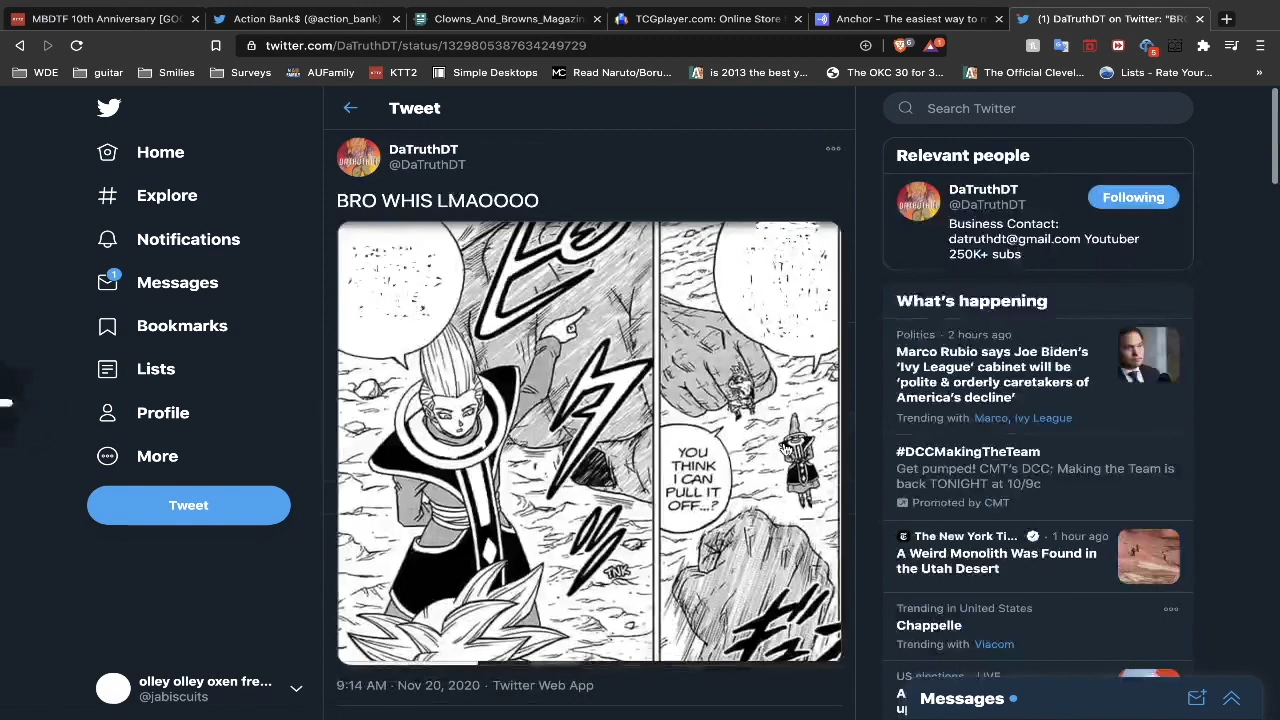 MBDTF 10th Anniversary [GO(
Action Bank$ (@action_bank)
Clowns_And_Browns_Magazin
TCGplayer.com: Online Store
Anchor - The easiest way to m
(1) DaTruthDT on Twitter: "BRO
twitter.com/DaTruthDT/status/1329805387634249729
6
1
5
WDE
guitar
Smilies
Surveys
AUFamily
KTT2
Simple Desktops
Read Naruto/Boru...
is 2013 the best y...
The OKC 30 for 3...
The Official Clevel...
Lists - Rate Your...
»
Home
Explore
Notifications
1
Messages
Bookmarks
Lists
Profile
More
Tweet
olley olley oxen fre...
@jabiscuits
Tweet
DaTruthDT
@DaTruthDT
BRO WHIS LMAOOOO
YOU
THINK
I CAN
PULL IT
OFF...?
TNK
9:14 AM · Nov 20, 2020 · Twitter Web App
Search Twitter
Relevant people
DaTruthDT
@DaTruthDT
Following
Business Contact:
datruthdt@gmail.com Youtuber
250K+ subs
What's happening
Politics · 2 hours ago
Marco Rubio says Joe Biden's
'Ivy League' cabinet will be
'polite & orderly caretakers of
America's decline'
Trending with Marco, Ivy League
#DCCMakingTheTeam
Get pumped! CMT's DCC: Making the Team is
back TONIGHT at 10/9c
Promoted by CMT
The New York Ti... · 1 hour ago
A Weird Monolith Was Found in
the Utah Desert
Trending in United States
Chappelle
Trending with Viacom
US elections · LIVE
Messages